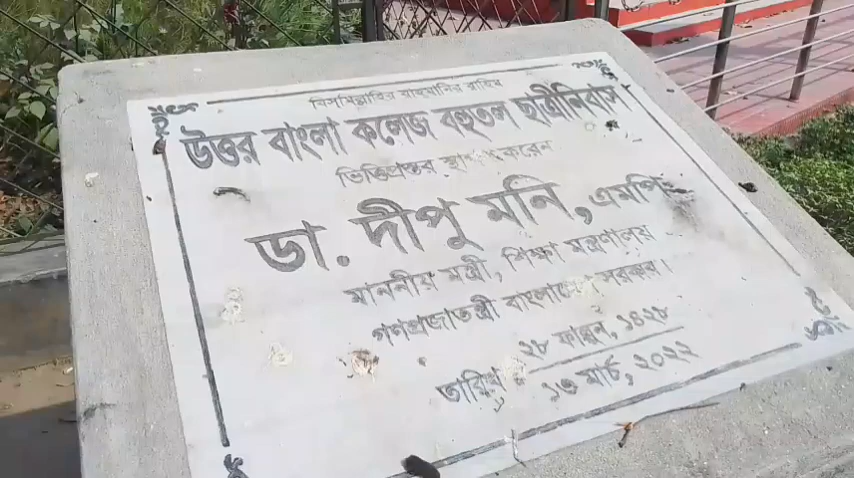 বিসমিল্লাহির রাহমানির রাহিম
উত্তর বাংলা কলেজ বহুতল ছাত্রীনিবাস
ভিত্তিপ্রস্তর স্থাপন করেন
ডা. দীপু মনি, এমপি
মাননীয় মন্ত্রী, শিক্ষা মন্ত্রণালয়
গণপ্রজাতন্ত্রী বাংলাদেশ সরকার।
২৮ ফাল্গুন, ১৪২৮
তারিখ : ১৩ মার্চ, ২০২২